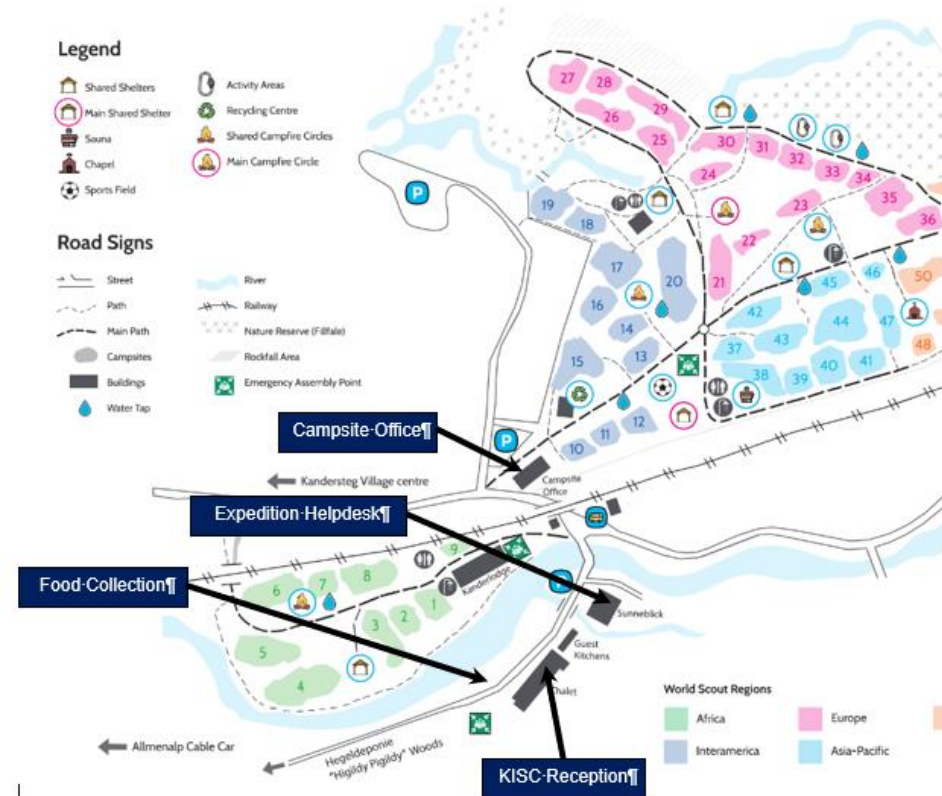 Legend
Shared Shelters
Main Shared Shelter
Sauna
Chapel
Sports Field
Activity Areas
Recycling Centre
Shared Campfire Circles
Main Campfire Circle
Road Signs
Street
Path
Main Path
Campsites
Buildings
Water Tap
River
Railway
Nature Reserve (Fillfale)
Rockfall Area
Emergency Assembly Point
P
27
28
29
26
25
30
31
32
33
34
35
36
24
23
22
21
19
18
17
20
16
14
15
13
12
11
10
42
45
46
50
43
44
47
37
38
39
40
41
48
P
Campsite·Office¶
Campsite
Office
Kandersteg Village centre
Expedition·Helpdesk¶
Food·Collection¶
9
8
7
6
5
4
3
2
1
Kanderlodge
P
Sunneblick
Guest
Kitchens
Chalet
Allmenalp Cable Car
Hegeldeponie
"Higildy Pigildy" Woods
KISC·Reception¶
World Scout Regions
Africa
Europe
Interamerica
Asia-Pacific